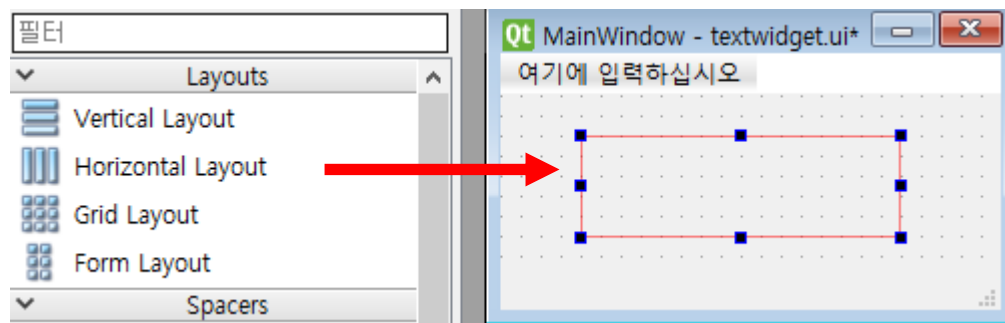 필터
Layouts
Vertical Layout
Horizontal Layout
Grid Layout
Form Layout
Spacers
Qt MainWindow - textwidget.ui*
여기에 입력하십시오